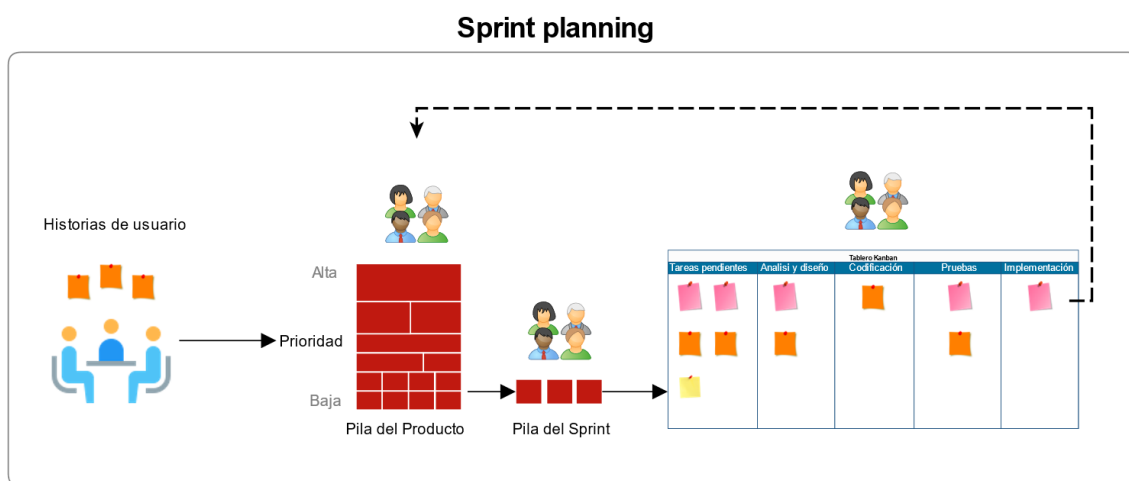 Sprint planning
Historias de usuario
Alta
Prioridad
Baja
Pila del Producto
Pila del Sprint
Tablero Kanban
Tareas pendientes Analisi y diseño Codificación Pruebas Implementación